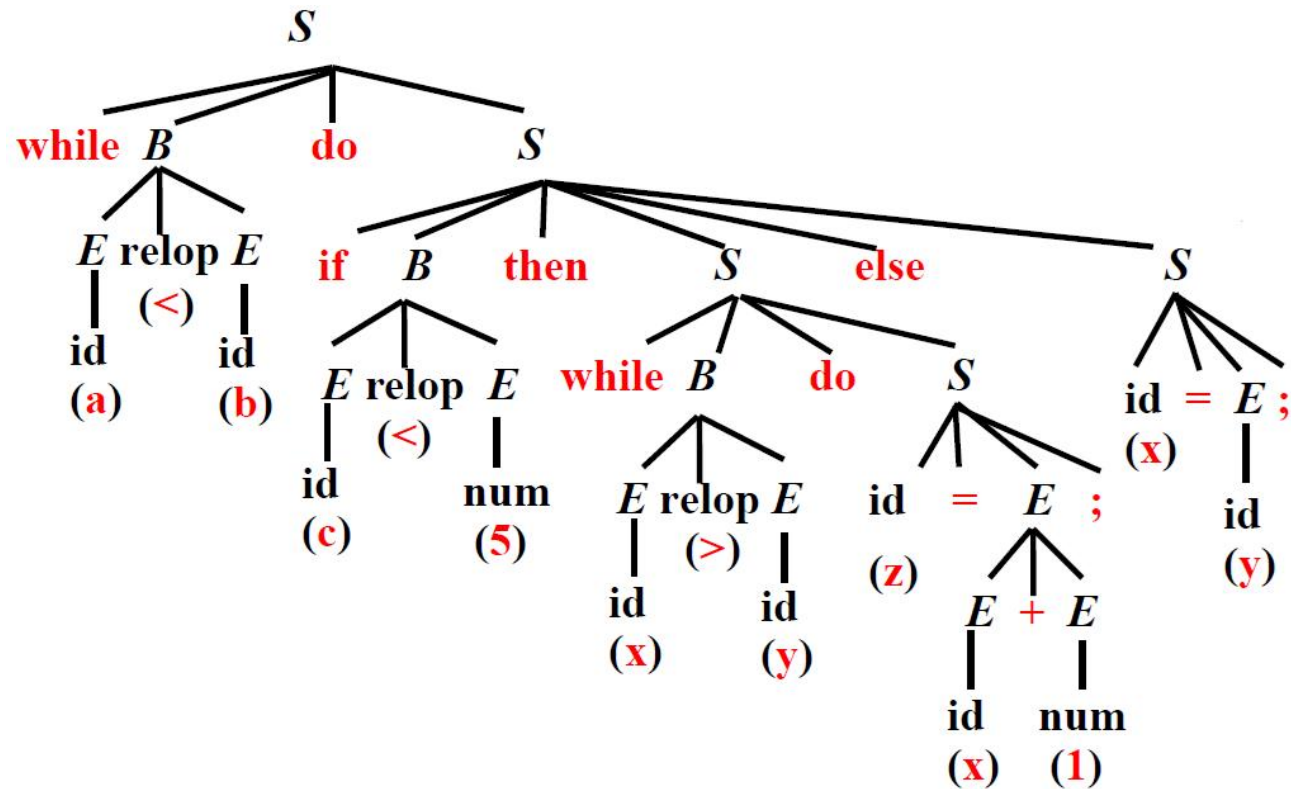 S
while B do S
E relop E if B then S else S
(<)
id id
(a) (b)
E relop E while B do S id = E ;
(<) (x)
id num E relop E id = E ; id
(c) (5) (>) (z) (y)
id id E + E
(x) (y)
id num
(x) (1)